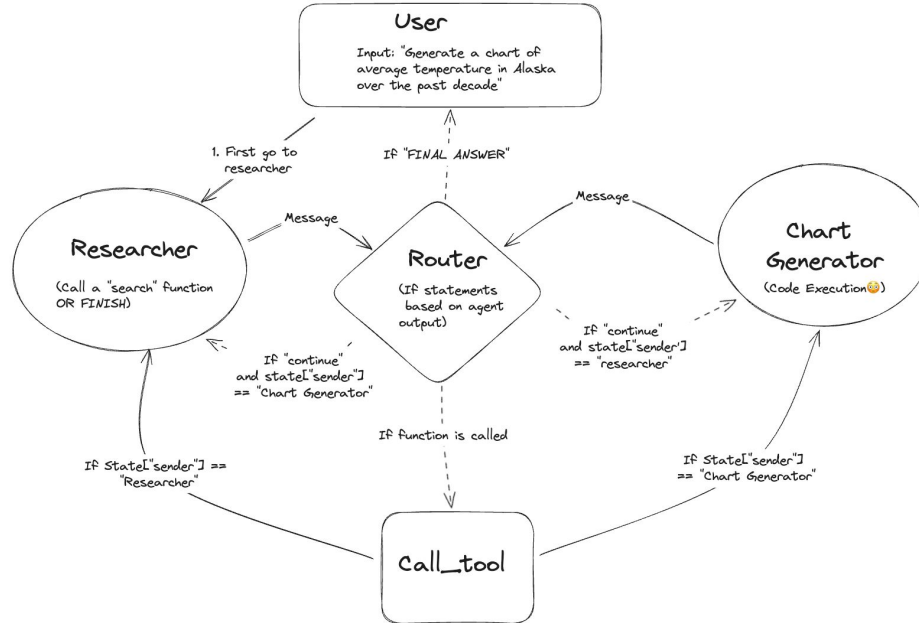 User
Input: "Generate a chart of
average temperature in Alaska
over the past decade"
1. First go to
researcher
If "FINAL ANSWER"
Message
Message
Researcher
(Call a "search" function
OR FINISH)
Router
(If statements
based on agent
output)
Chart
Generator
(Code Execution😳)
If "continue"
and state["sender"]
== "Chart Generator"
If "continue"
and state["sender"]
== "researcher"
If function is called
If State["sender"] ==
"Researcher"
If State["sender"]
== "Chart Generator"
Call_tool